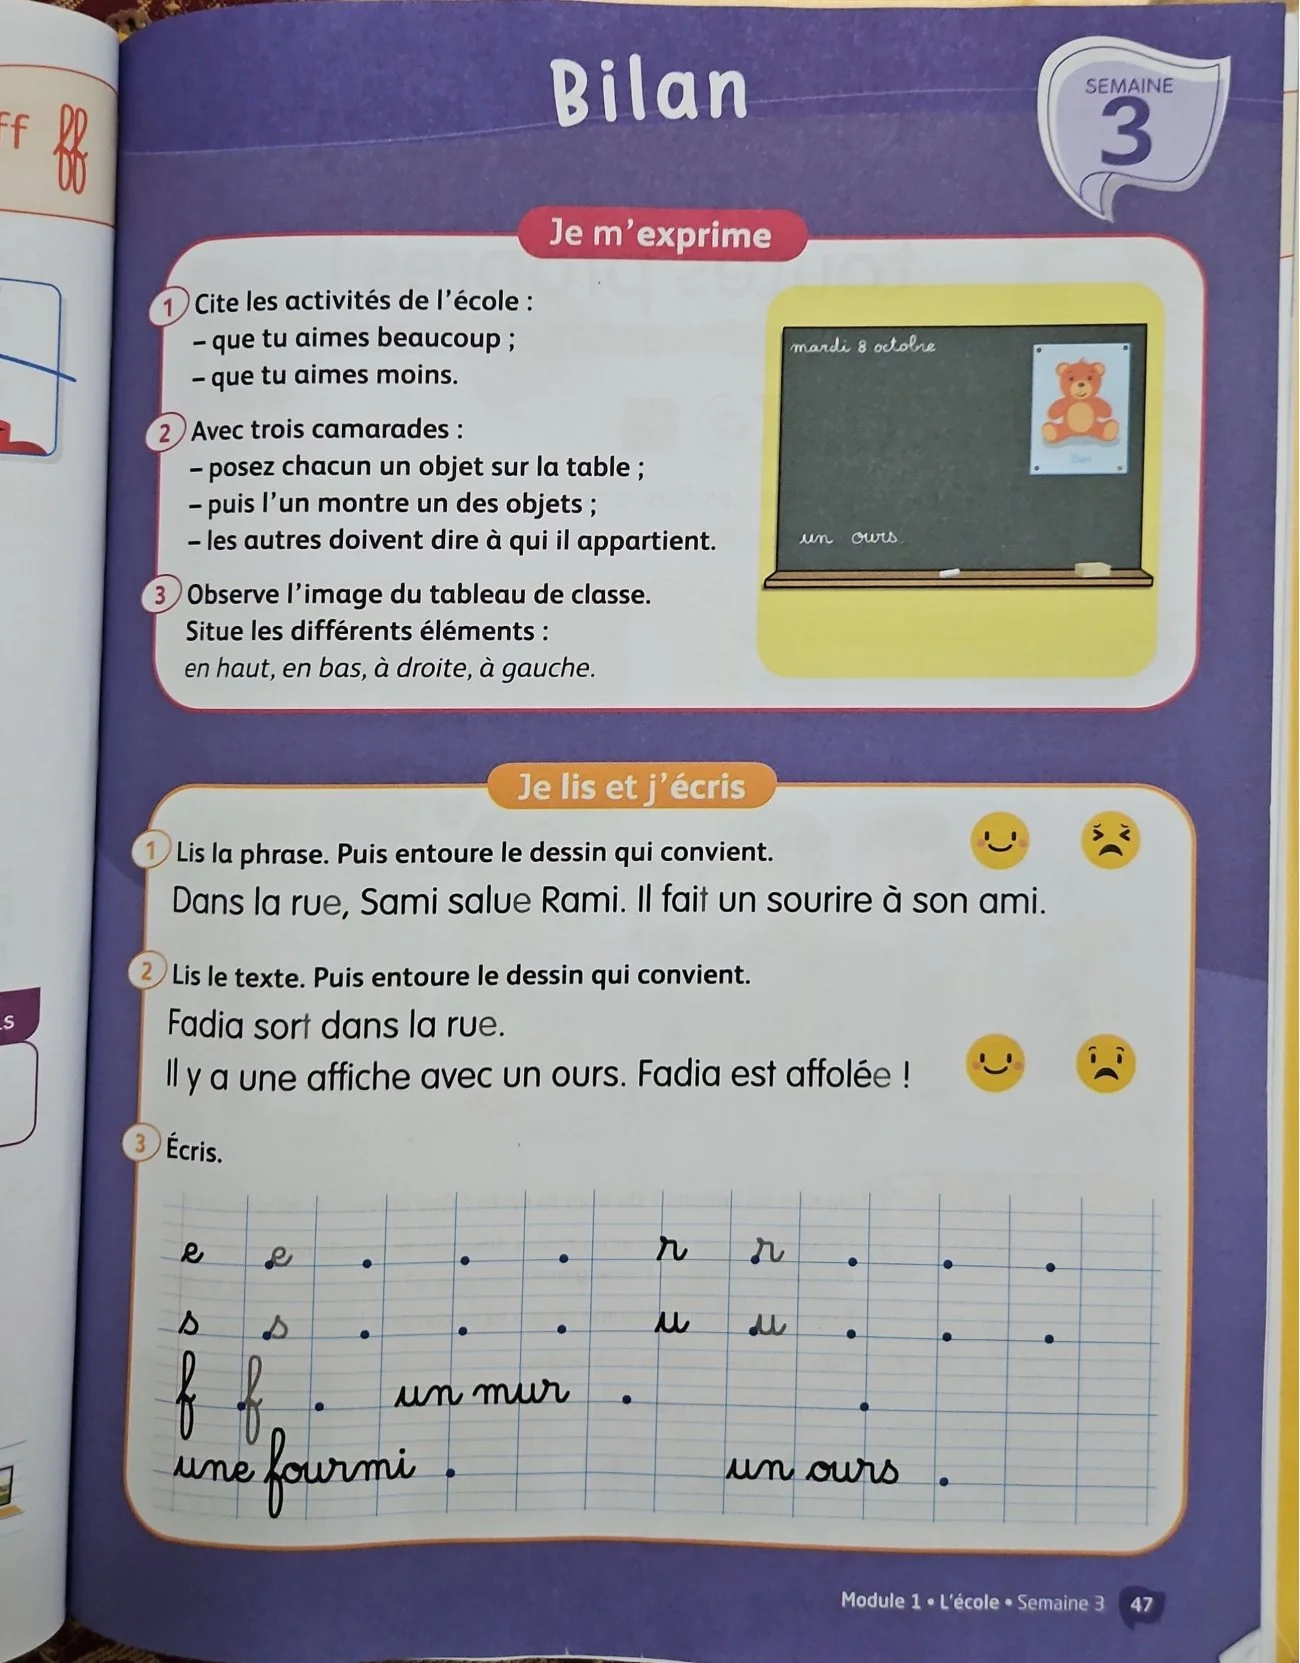 ff ff
Bilan
SEMAINE
3
Je m'exprime
1 Cite les activités de l'école :
– que tu aimes beaucoup ;
– que tu aimes moins.
2 Avec trois camarades :
– posez chacun un objet sur la table ;
– puis l'un montre un des objets ;
– les autres doivent dire à qui il appartient.
3 Observe l'image du tableau de classe.
Situe les différents éléments :
en haut, en bas, à droite, à gauche.
mardi 8 octobre
un ours
Je lis et j'écris
1 Lis la phrase. Puis entoure le dessin qui convient.
Dans la rue, Sami salue Rami. Il fait un sourire à son ami.
2 Lis le texte. Puis entoure le dessin qui convient.
Fadia sort dans la rue.
Il y a une affiche avec un ours. Fadia est affolée !
3 Écris.
e e r r
s s u u
f f un mur
une fourmi un ours
Module 1 • L'école • Semaine 3 47